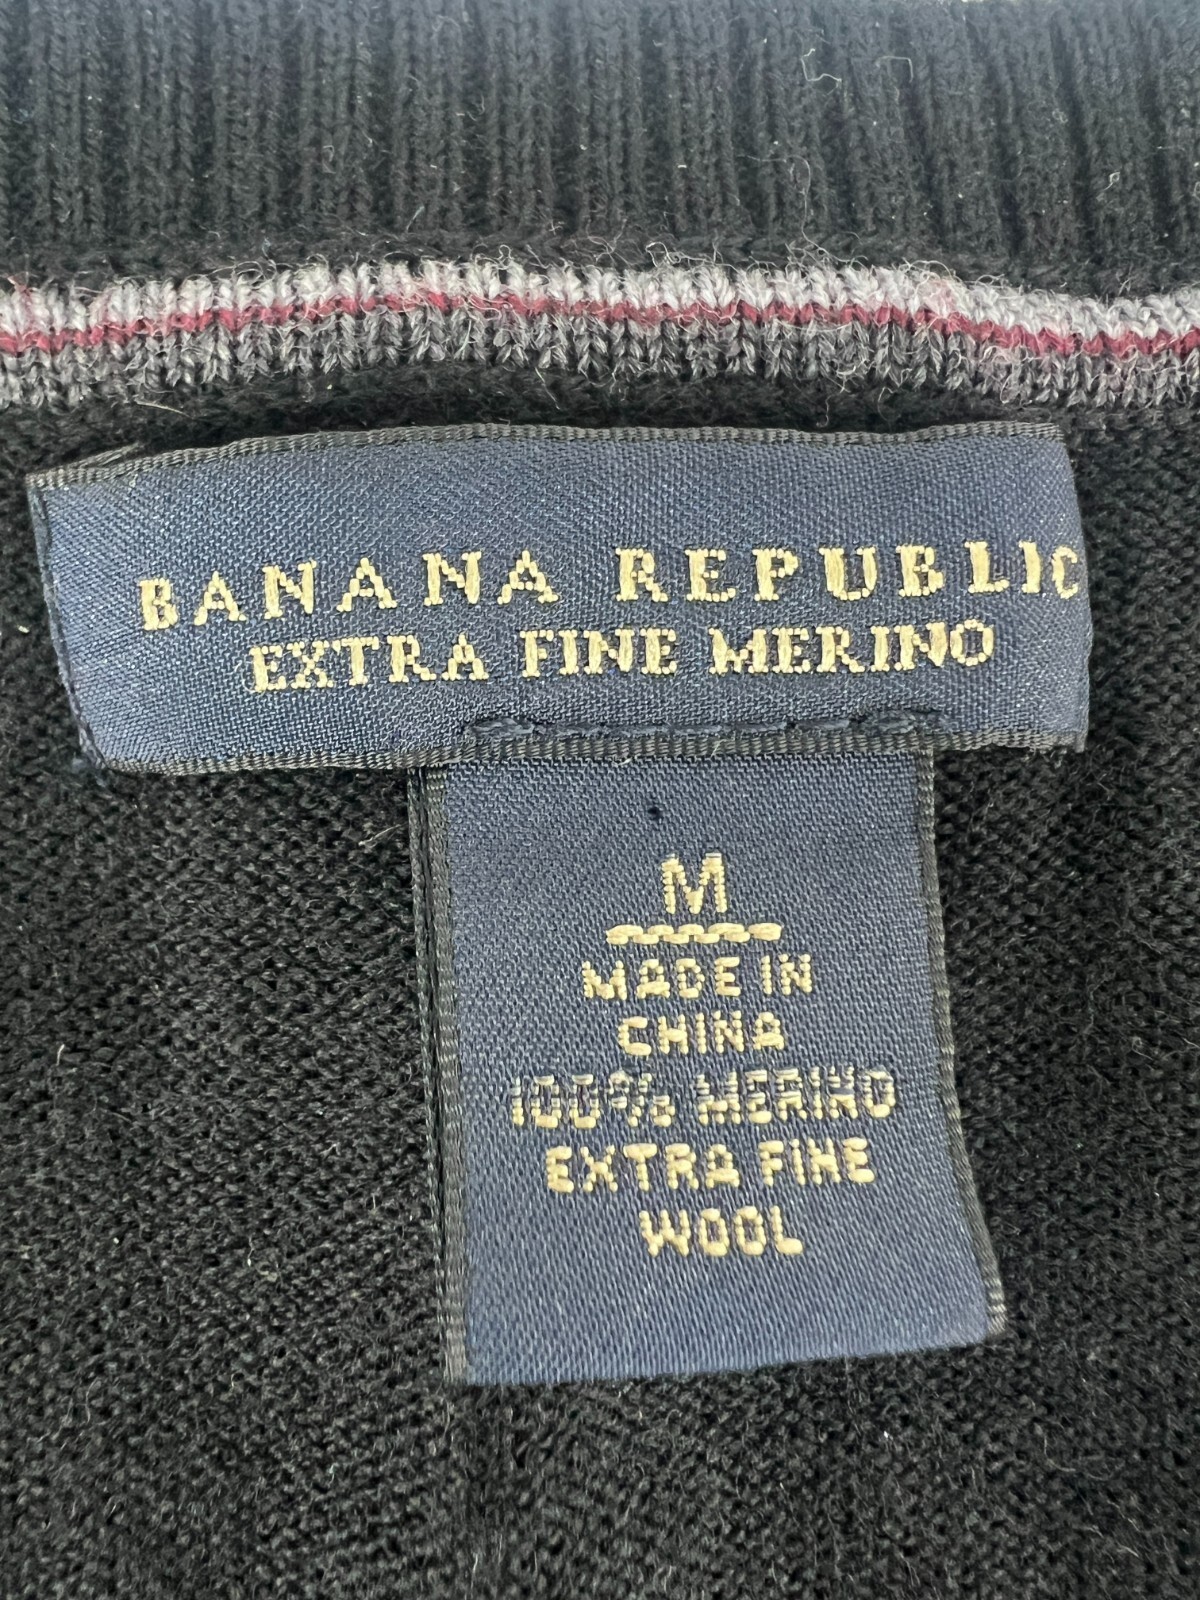 BANANA REPUBLIC
EXTRA FINE MERINO
M
MADE IN
CHINA
100% MERINO
EXTRA FINE
WOOL